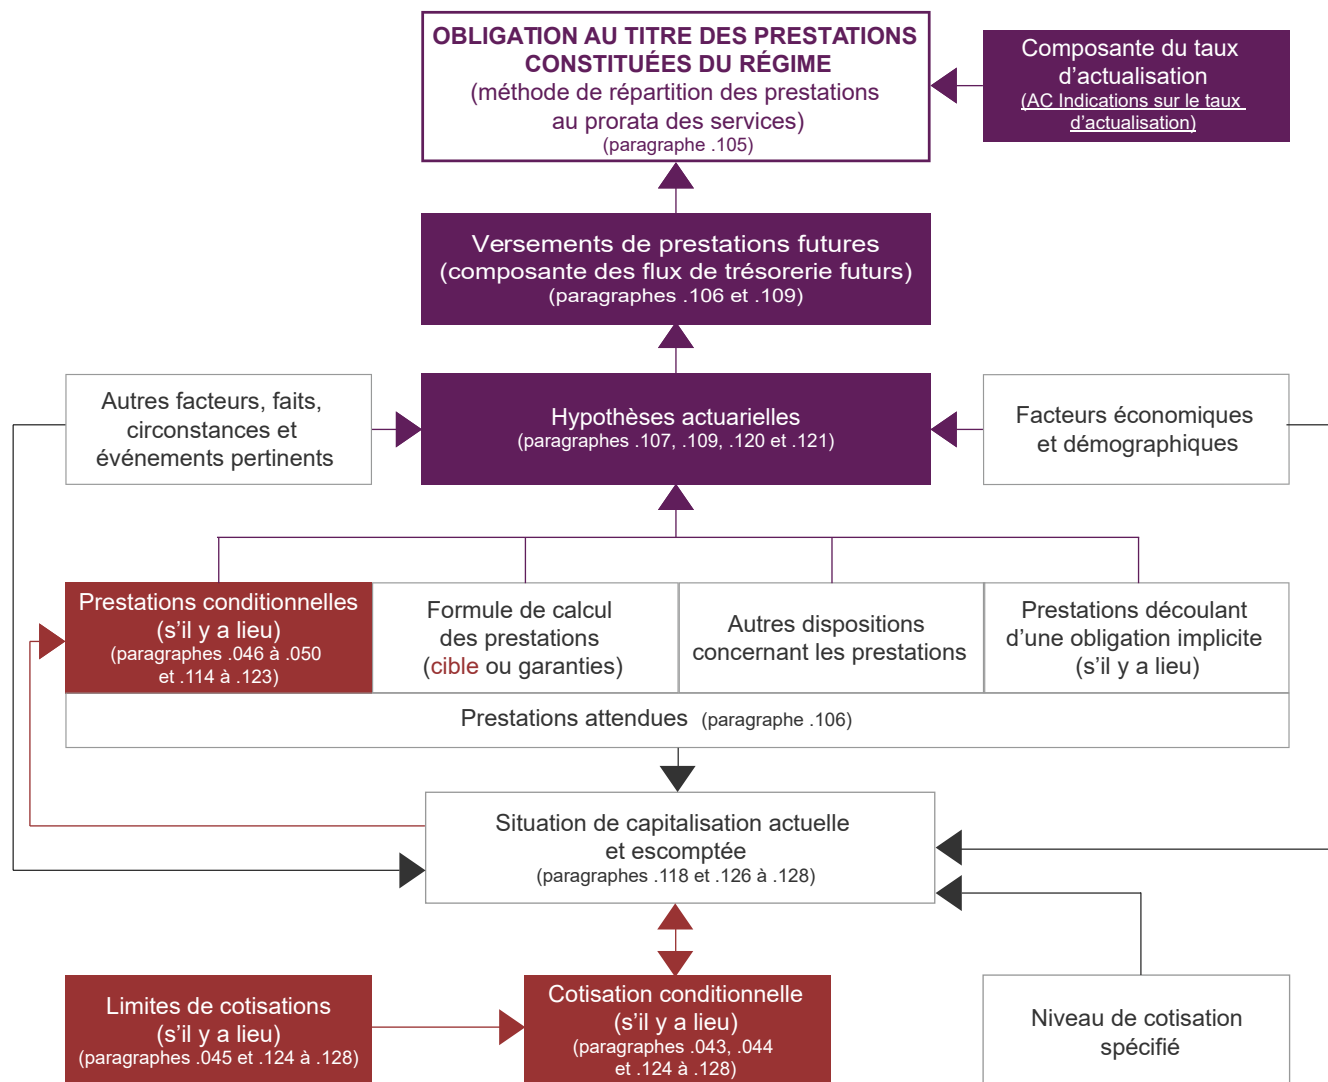 OBLIGATION AU TITRE DES PRESTATIONS
CONSTITUÉES DU RÉGIME
(méthode de répartition des prestations
au prorata des services)
(paragraphe .105)
Composante du taux
d’actualisation
(AC Indications sur le taux
d’actualisation)
Versements de prestations futures
(composante des flux de trésorerie futurs)
(paragraphes .106 et .109)
Autres facteurs, faits,
circonstances et
événements pertinents
Hypothèses actuarielles
(paragraphes .107, .109, .120 et .121)
Facteurs économiques
et démographiques
Prestations conditionnelles
(s’il y a lieu)
(paragraphes .046 à .050
et .114 à .123)
Formule de calcul
des prestations
(cible ou garanties)
Autres dispositions
concernant les prestations
Prestations découlant
d’une obligation implicite
(s’il y a lieu)
Prestations attendues (paragraphe .106)
Situation de capitalisation actuelle
et escomptée
(paragraphes .118 et .126 à .128)
Limites de cotisations
(s’il y a lieu)
(paragraphes .045 et .124 à .128)
Cotisation conditionnelle
(s’il y a lieu)
(paragraphes .043, .044
et .124 à .128)
Niveau de cotisation
spécifié